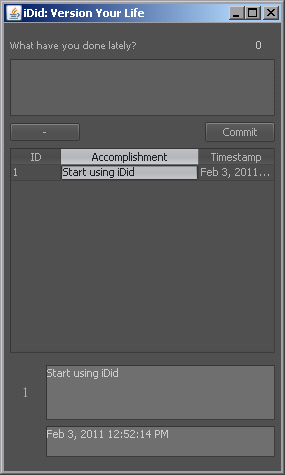 iDid: Version Your Life
What have you done lately? 0
- Commit
ID Accomplishment Timestamp
1 Start using iDid Feb 3, 2011...
1 Start using iDid
Feb 3, 2011 12:52:14 PM